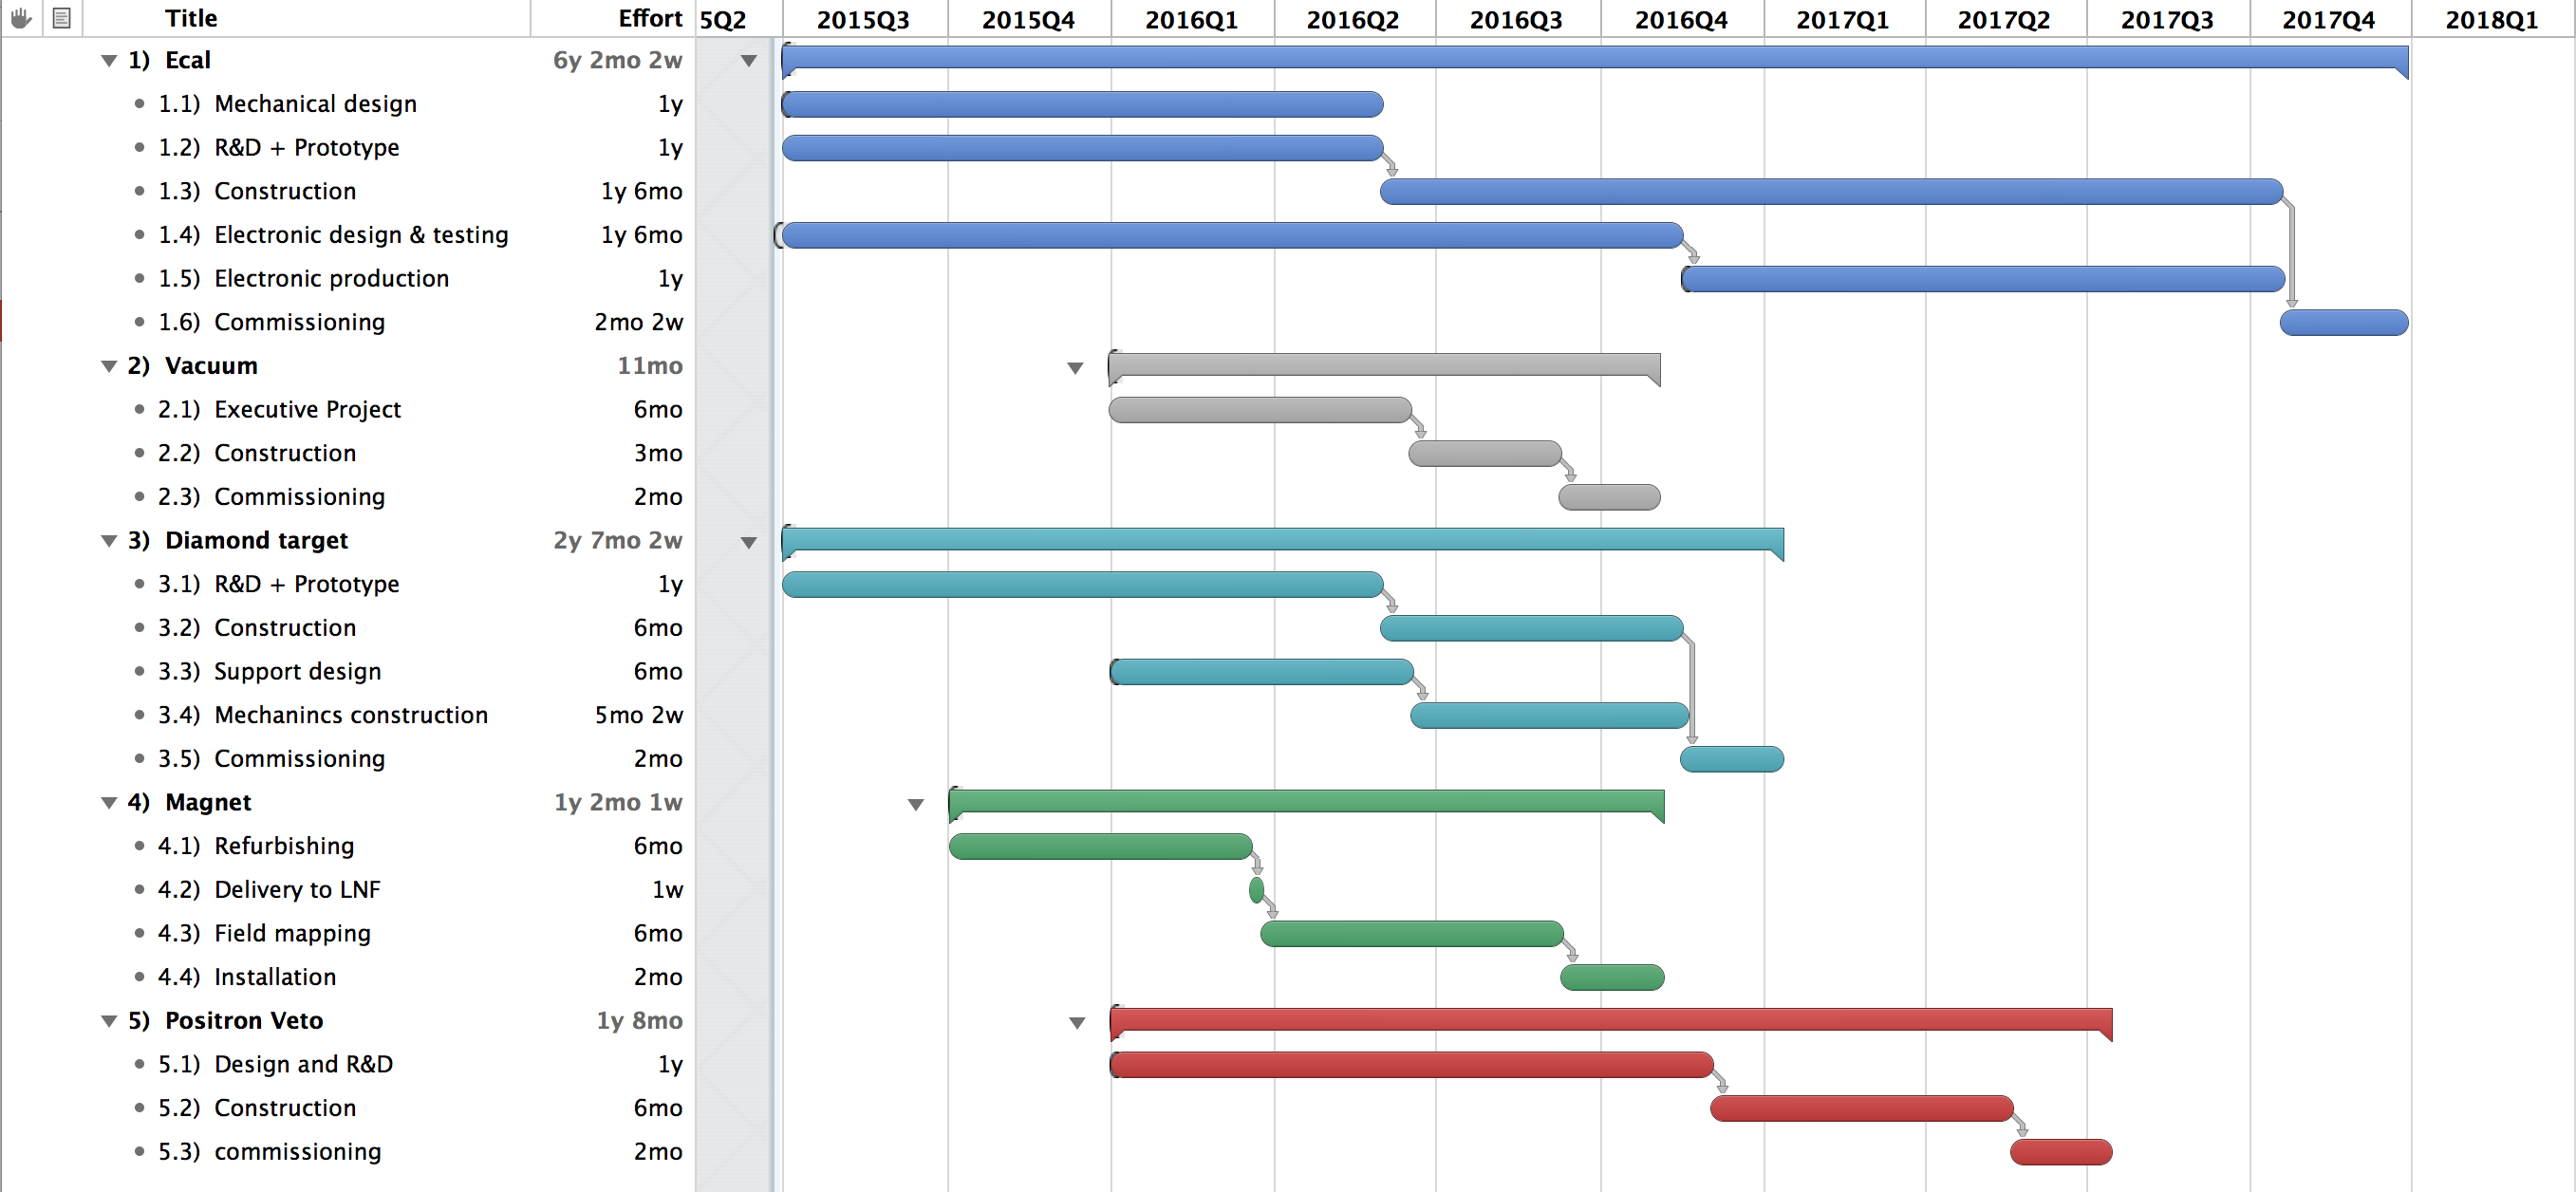 Title Effort 5Q2 2015Q3 2015Q4 2016Q1 2016Q2 2016Q3 2016Q4 2017Q1 2017Q2 2017Q3 2017Q4 2018Q1
1) Ecal 6y 2mo 2w
1.1) Mechanical design 1y
1.2) R&D + Prototype 1y
1.3) Construction 1y 6mo
1.4) Electronic design & testing 1y 6mo
1.5) Electronic production 1y
1.6) Commissioning 2mo 2w
2) Vacuum 11mo
2.1) Executive Project 6mo
2.2) Construction 3mo
2.3) Commissioning 2mo
3) Diamond target 2y 7mo 2w
3.1) R&D + Prototype 1y
3.2) Construction 6mo
3.3) Support design 6mo
3.4) Mechanincs construction 5mo 2w
3.5) Commissioning 2mo
4) Magnet 1y 2mo 1w
4.1) Refurbishing 6mo
4.2) Delivery to LNF 1w
4.3) Field mapping 6mo
4.4) Installation 2mo
5) Positron Veto 1y 8mo
5.1) Design and R&D 1y
5.2) Construction 6mo
5.3) commissioning 2mo